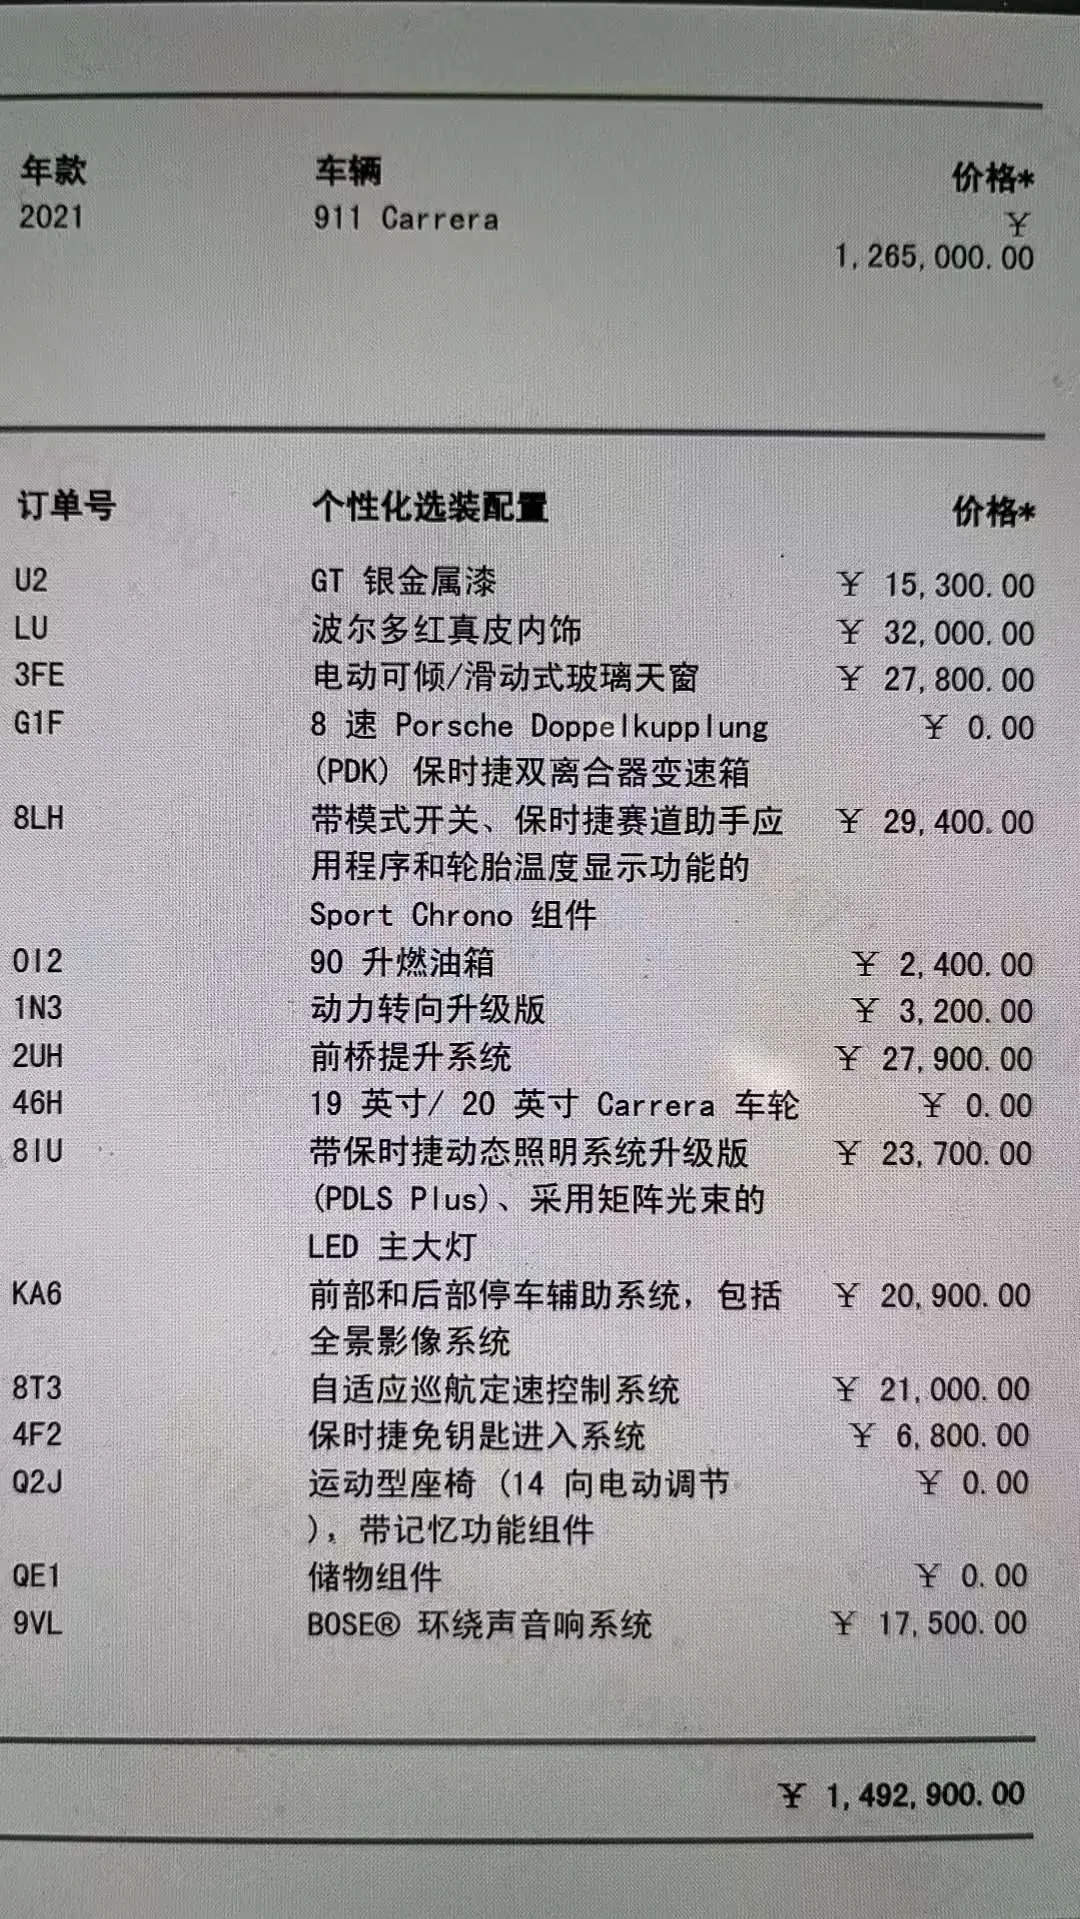 年款 车辆 价格*
2021 911 Carrera ¥
1,265,000.00
订单号 个性化选装配置 价格*
U2 GT 银金属漆 ¥ 15,300.00
LU 波尔多红真皮内饰 ¥ 32,000.00
3FE 电动可倾/滑动式玻璃天窗 ¥ 27,800.00
G1F 8 速 Porsche Doppelkupplung ¥ 0.00
(PDK) 保时捷双离合器变速箱
8LH 带模式开关、保时捷赛道助手应 ¥ 29,400.00
用程序和轮胎温度显示功能的
Sport Chrono 组件
0I2 90 升燃油箱 ¥ 2,400.00
1N3 动力转向升级版 ¥ 3,200.00
2UH 前桥提升系统 ¥ 27,900.00
46H 19 英寸/ 20 英寸 Carrera 车轮 ¥ 0.00
8IU 带保时捷动态照明系统升级版 ¥ 23,700.00
(PDLS Plus)、采用矩阵光束的
LED 主大灯
KA6 前部和后部停车辅助系统，包括 ¥ 20,900.00
全景影像系统
8T3 自适应巡航定速控制系统 ¥ 21,000.00
4F2 保时捷免钥匙进入系统 ¥ 6,800.00
Q2J 运动型座椅 (14 向电动调节 ¥ 0.00
)，带记忆功能组件
QE1 储物组件 ¥ 0.00
9VL BOSE® 环绕声音响系统 ¥ 17,500.00
¥ 1,492,900.00